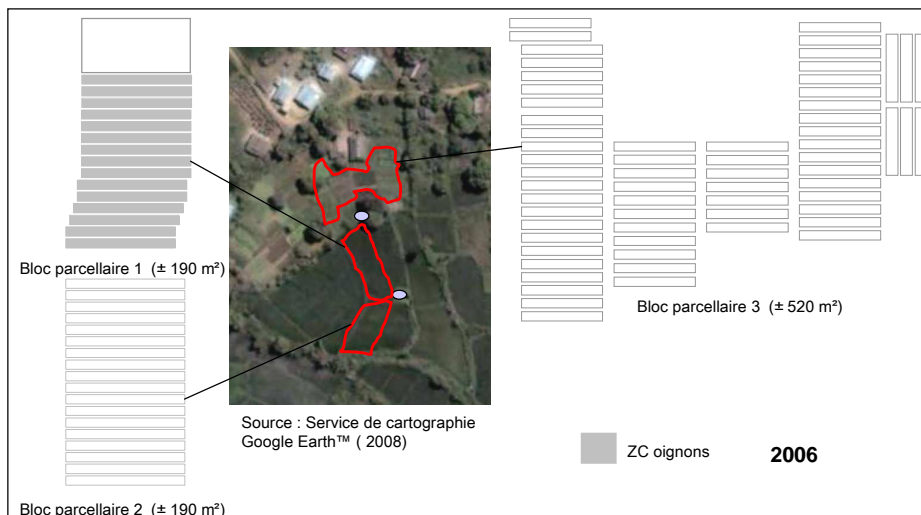 Bloc parcellaire 1 (± 190 m²)
Bloc parcellaire 3 (± 520 m²)
Source : Service de cartographie
Google Earth™ ( 2008)
ZC oignons
2006
Bloc parcellaire 2 (± 190 m²)